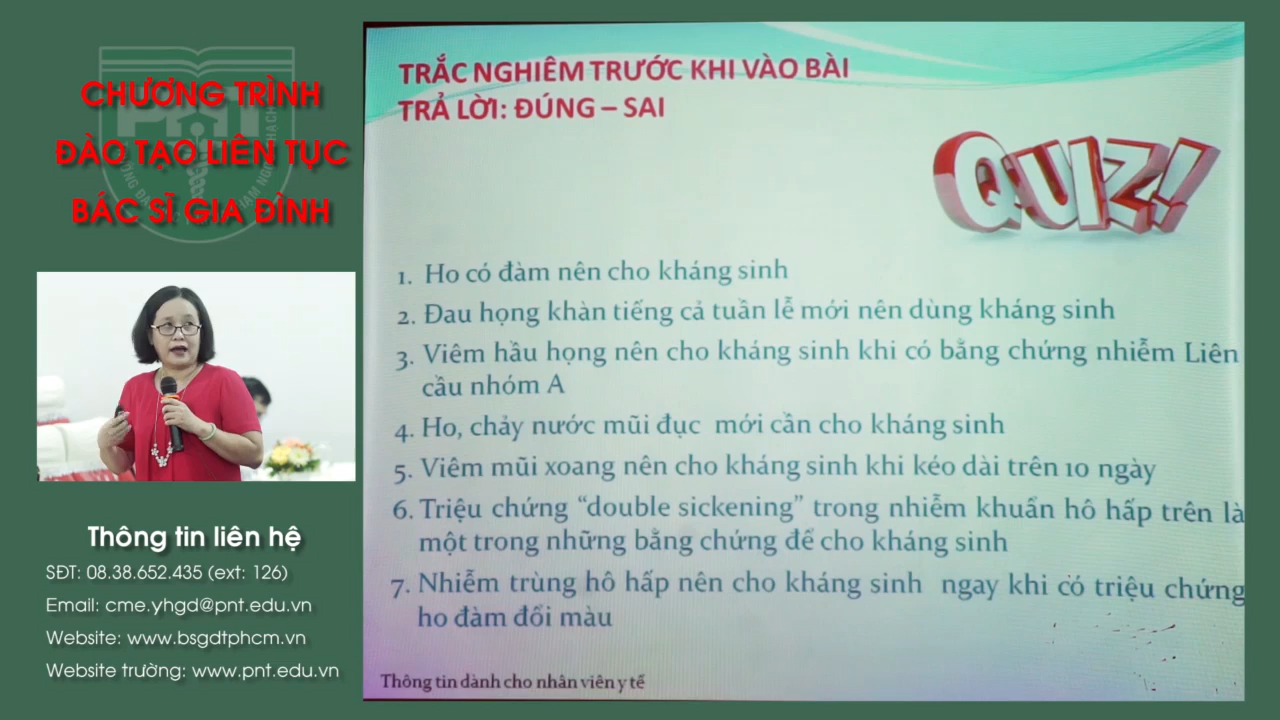 CHƯƠNG TRÌNH
ĐÀO TẠO LIÊN TỤC
BÁC SĨ GIA ĐÌNH
PNT
Thông tin liên hệ
SĐT: 08.38.652.435 (ext: 126)
Email: cme.yhgd@pnt.edu.vn
Website: www.bsgdtphcm.vn
Website trường: www.pnt.edu.vn
TRẮC NGHIÊM TRƯỚC KHI VÀO BÀI
TRẢ LỜI: ĐÚNG – SAI
QUIZ!
1. Ho có đàm nên cho kháng sinh
2. Đau họng khàn tiếng cả tuần lễ mới nên dùng kháng sinh
3. Viêm hầu họng nên cho kháng sinh khi có bằng chứng nhiễm Liên
cầu nhóm A
4. Ho, chảy nước mũi đục mới cần cho kháng sinh
5. Viêm mũi xoang nên cho kháng sinh khi kéo dài trên 10 ngày
6. Triệu chứng “double sickening” trong nhiễm khuẩn hô hấp trên là
một trong những bằng chứng để cho kháng sinh
7. Nhiễm trùng hô hấp nên cho kháng sinh ngay khi có triệu chứng
ho đàm đổi màu
Thông tin dành cho nhân viên y tế